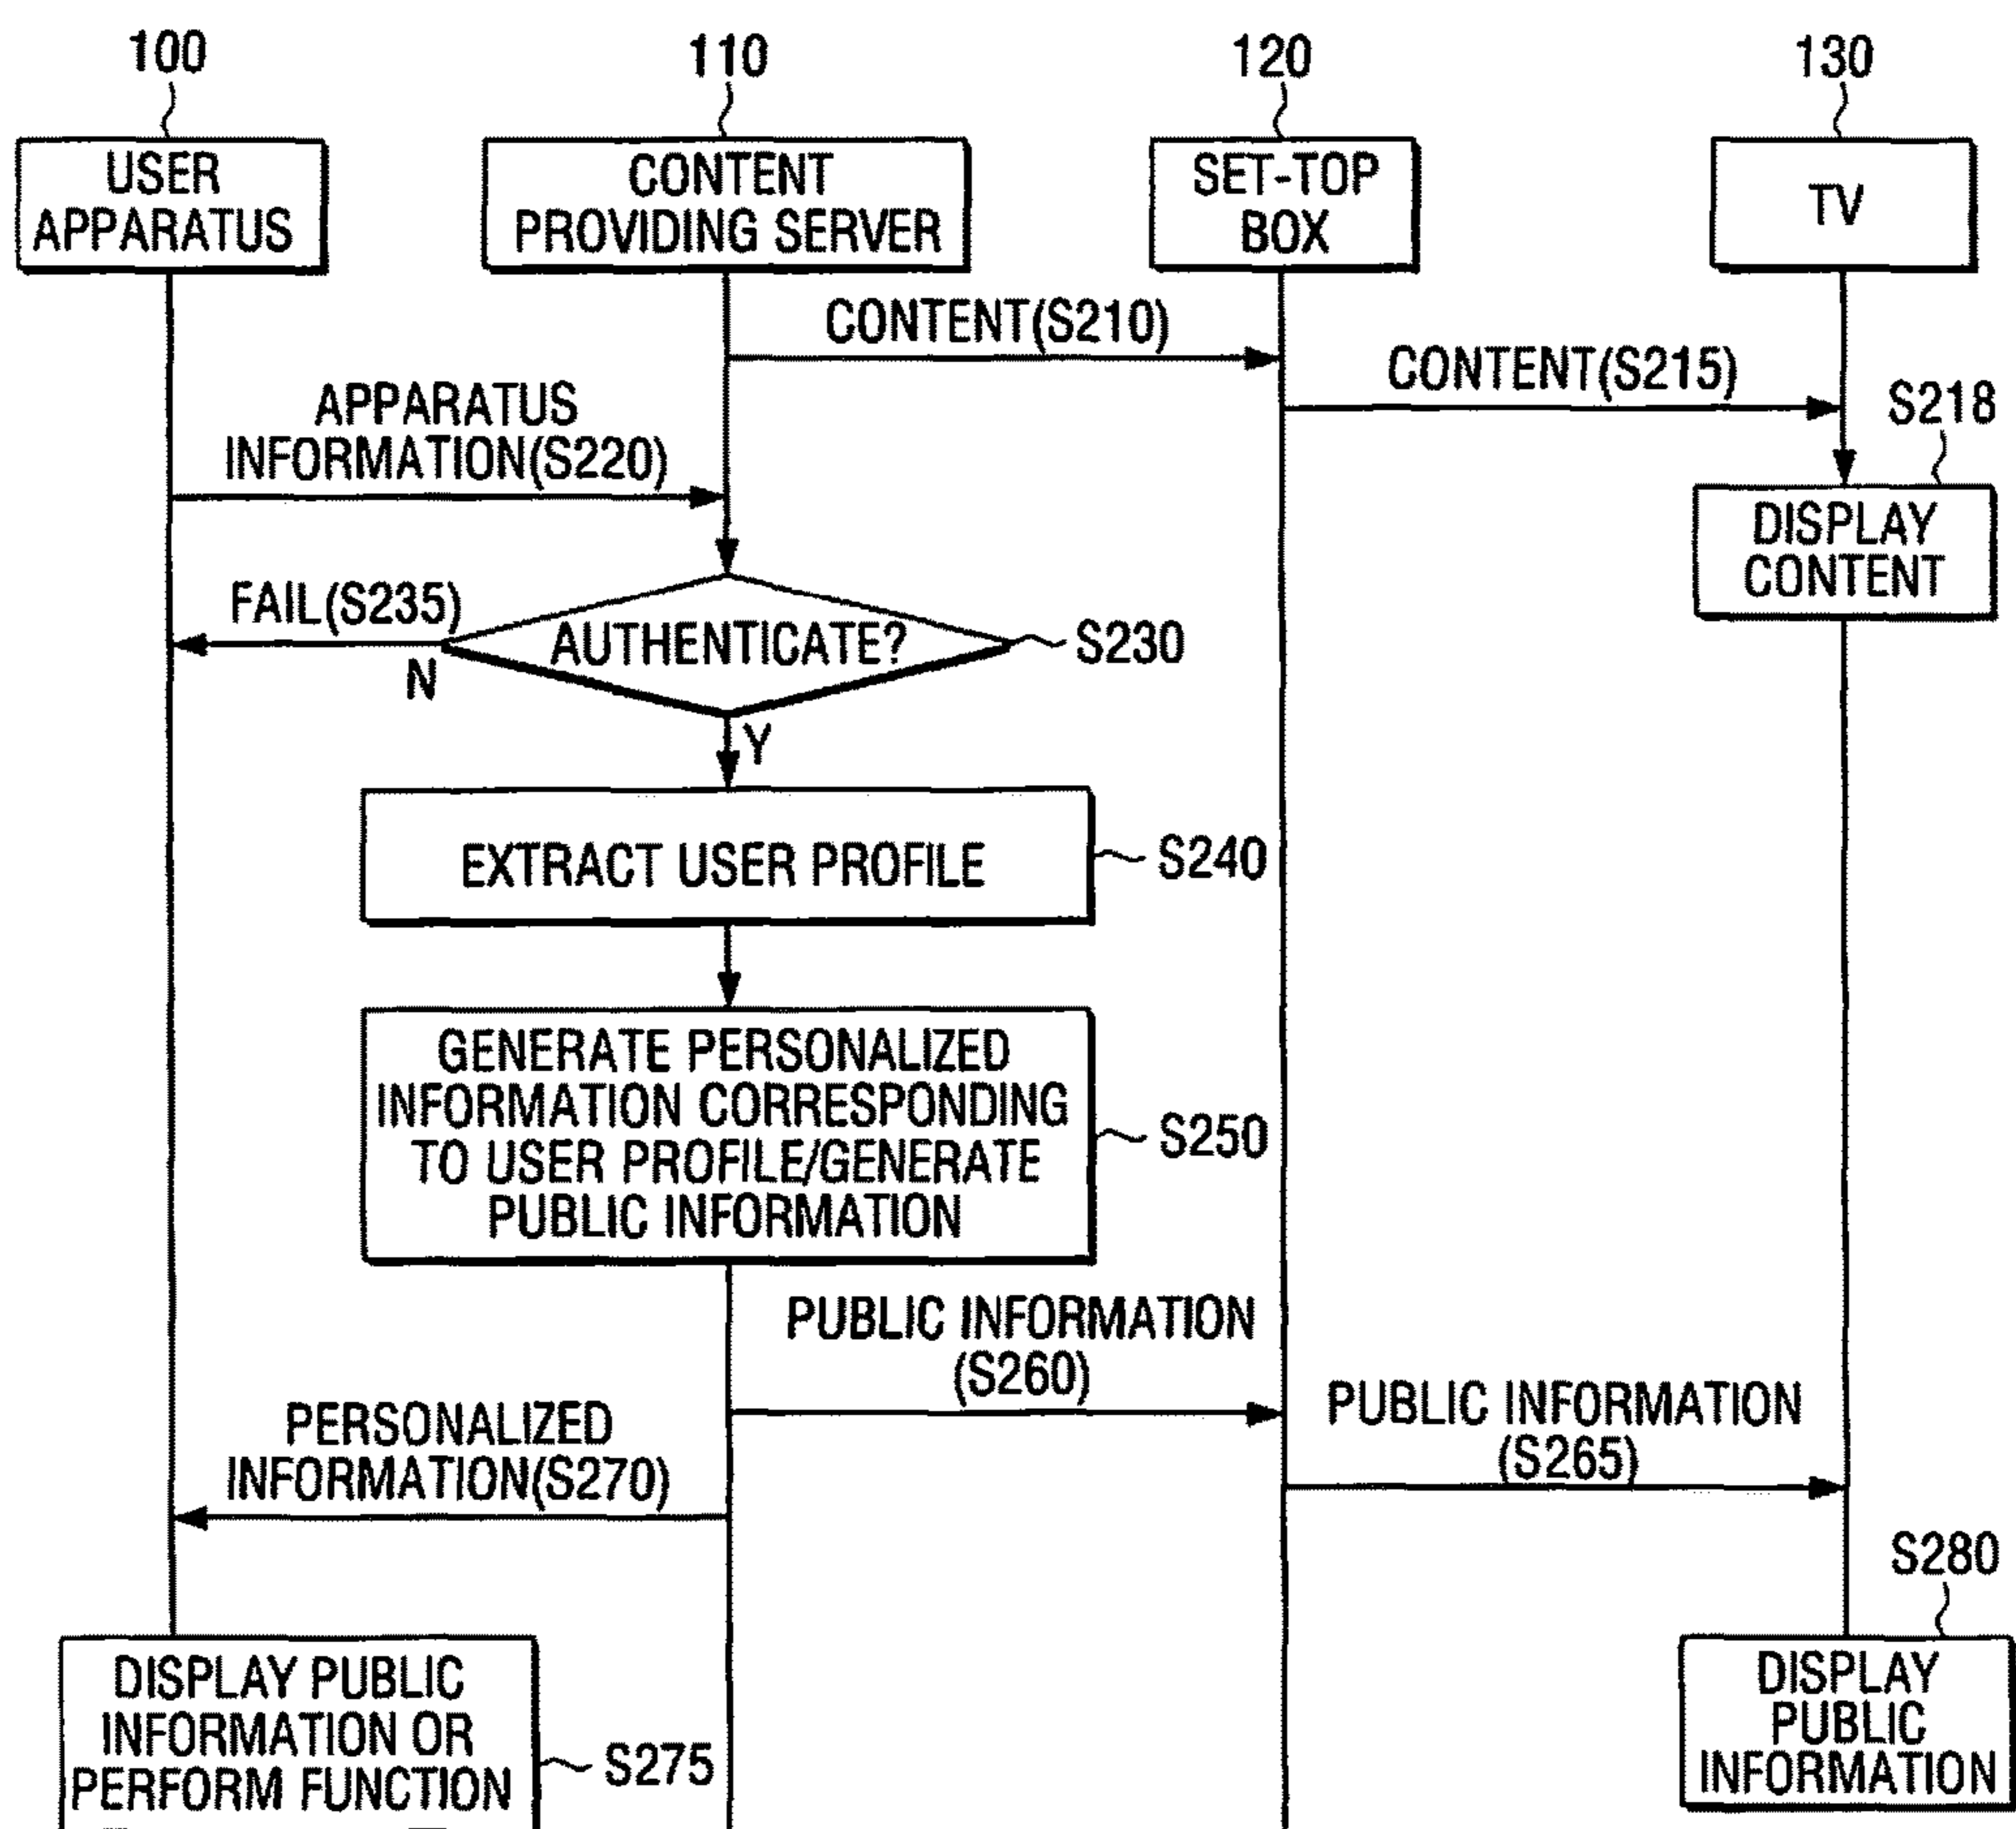 100
110
120
130
USER
APPARATUS
CONTENT
PROVIDING SERVER
SET-TOP
BOX
TV
CONTENT(S210)
CONTENT(S215)
S218
APPARATUS
INFORMATION(S220)
DISPLAY
CONTENT
FAIL(S235)
N
AUTHENTICATE?
S230
Y
EXTRACT USER PROFILE
S240
GENERATE PERSONALIZED
INFORMATION CORRESPONDING
TO USER PROFILE/GENERATE
PUBLIC INFORMATION
S250
PUBLIC INFORMATION
(S260)
PUBLIC INFORMATION
(S265)
PERSONALIZED
INFORMATION(S270)
S280
DISPLAY PUBLIC
INFORMATION OR
PERFORM FUNCTION
S275
DISPLAY
PUBLIC
INFORMATION